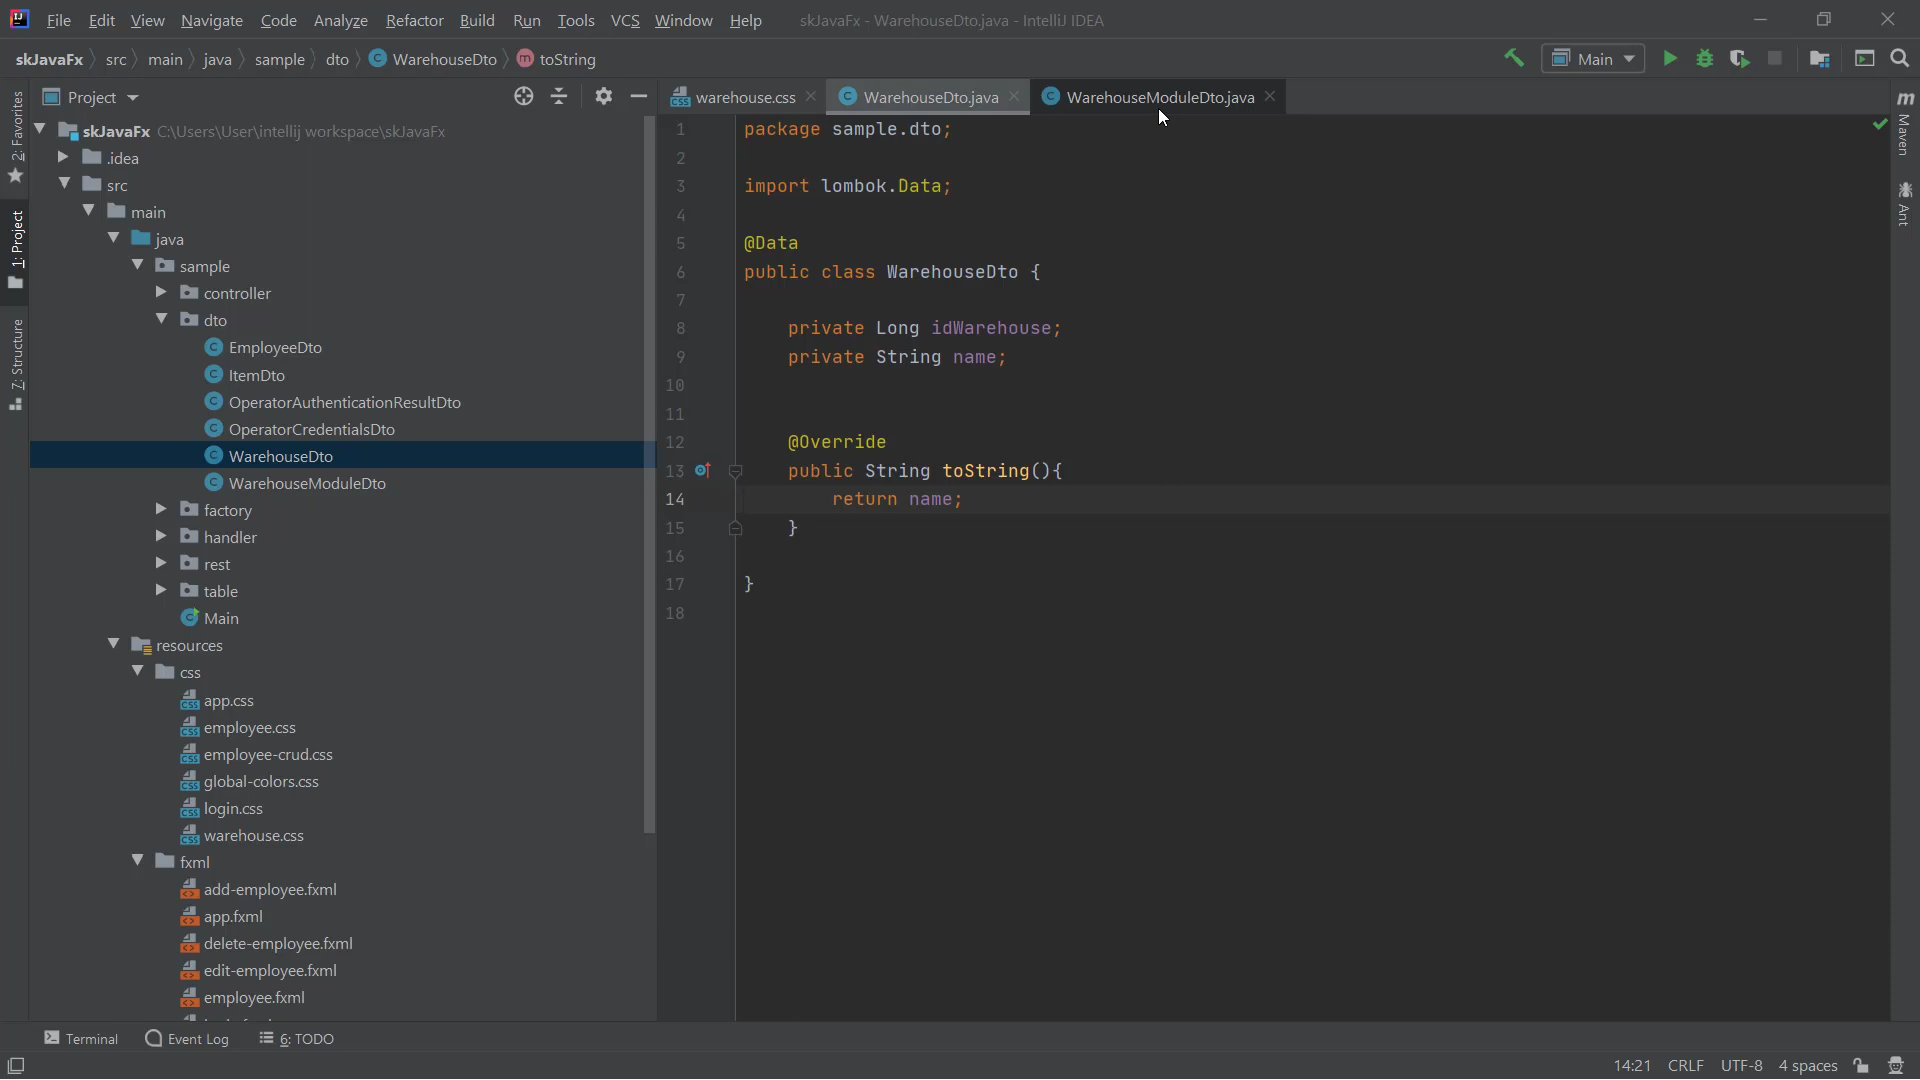 File Edit View Navigate Code Analyze Refactor Build Run Tools VCS Window Help skJavaFx - WarehouseDto.java - IntelliJ IDEA
skJavaFx src main java sample dto WarehouseDto toString Main
Project
warehouse.css WarehouseDto.java WarehouseModuleDto.java
2: Favorites
1: Project
7: Structure
Maven
Ant
skJavaFx C:\Users\User\intellij workspace\skJavaFx
.idea
src
main
java
sample
controller
dto
EmployeeDto
ItemDto
OperatorAuthenticationResultDto
OperatorCredentialsDto
WarehouseDto
WarehouseModuleDto
factory
handler
rest
table
Main
resources
css
app.css
employee.css
employee-crud.css
global-colors.css
login.css
warehouse.css
fxml
add-employee.fxml
app.fxml
delete-employee.fxml
edit-employee.fxml
employee.fxml
1 package sample.dto;
2
3 import lombok.Data;
4
5 @Data
6 public class WarehouseDto {
7
8 private Long idWarehouse;
9 private String name;
10
11
12 @Override
13 public String toString(){
14 return name;
15 }
16
17 }
18
Terminal Event Log 6: TODO
14:21 CRLF UTF-8 4 spaces